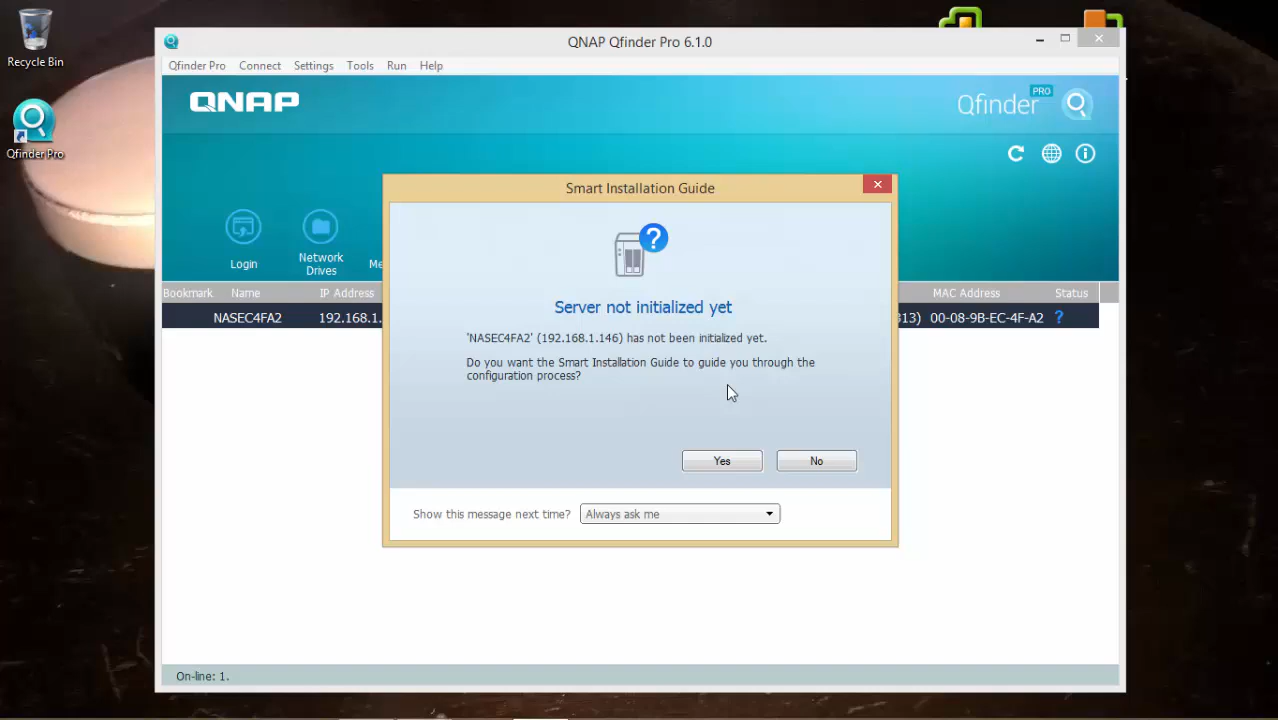 Recycle Bin
Qfinder Pro
QNAP Qfinder Pro 6.1.0
Qfinder Pro Connect Settings Tools Run Help
QNAP
Qfinder PRO
Login
Network
Drives
Bookmark Name IP Address MAC Address Status
NASEC4FA2 192.168.1. 313) 00-08-9B-EC-4F-A2 ?
Smart Installation Guide
?
Server not initialized yet
'NASEC4FA2' (192.168.1.146) has not been initialized yet.
Do you want the Smart Installation Guide to guide you through the
configuration process?
Yes No
Show this message next time? Always ask me
On-line: 1.